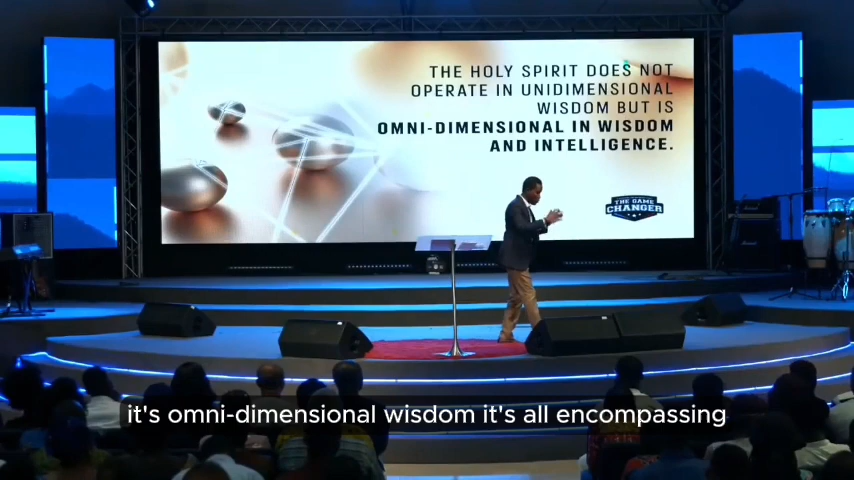 THE HOLY SPIRIT DOES NOT
OPERATE IN UNIDIMENSIONAL
WISDOM BUT IS
OMNI-DIMENSIONAL IN WISDOM
AND INTELLIGENCE.
THE GAME
CHANGER
it's omni-dimensional wisdom it's all encompassing